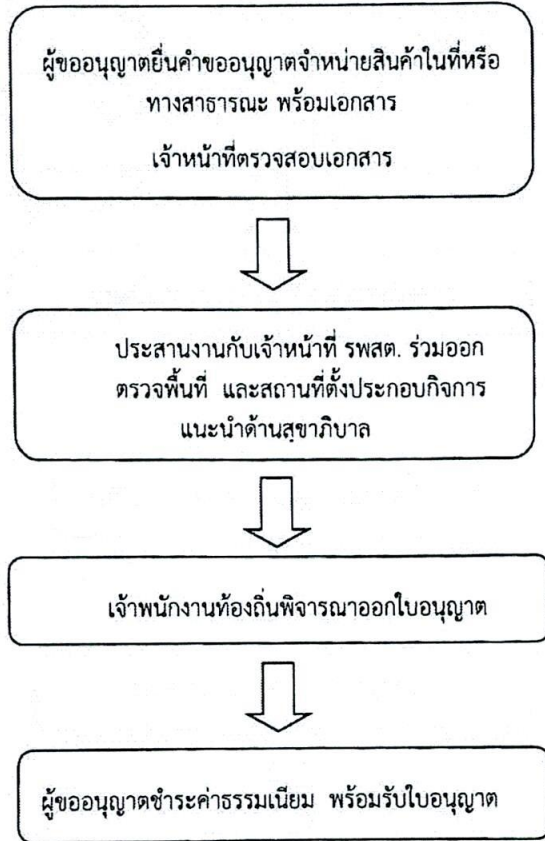 ผู้ขออนุญาตยื่นคำขออนุญาตจำหน่ายสินค้าในที่หรือ
ทางสาธารณะ พร้อมเอกสาร
เจ้าหน้าที่ตรวจสอบเอกสาร
ประสานงานกับเจ้าหน้าที่ รพสต. ร่วมออก
ตรวจพื้นที่ และสถานที่ตั้งประกอบกิจการ
แนะนำด้านสุขาภิบาล
เจ้าพนักงานท้องถิ่นพิจารณาออกใบอนุญาต
ผู้ขออนุญาตชำระค่าธรรมเนียม พร้อมรับใบอนุญาต